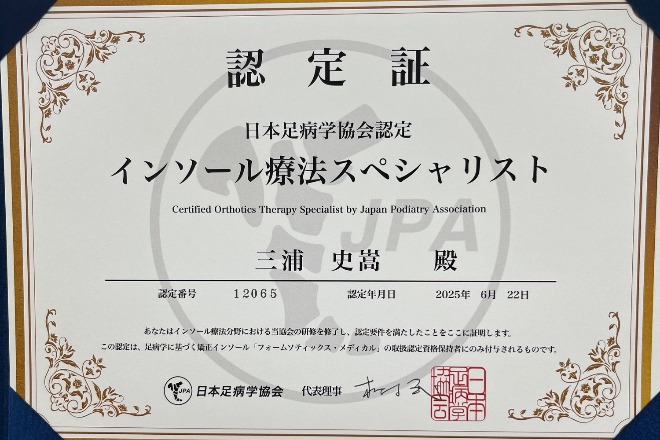 認定証
日本足病学協会認定
インソール療法スペシャリスト
Certified Orthotics Therapy Specialist by Japan Podiatry Association
JPA
三浦 史嵩 殿
認定番号 12065 認定年月日 2025年 6月 22日
あなたはインソール療法分野における当協会の研修を修了し、認定要件を満たしたことをここに証明します。
この認定は、足病学に基づく矯正インソール「フォームソティックス・メディカル」の取扱認定資格保持者にのみ付与されるものです。
JPA 日本足病学協会 代表理事
日本足病学協会